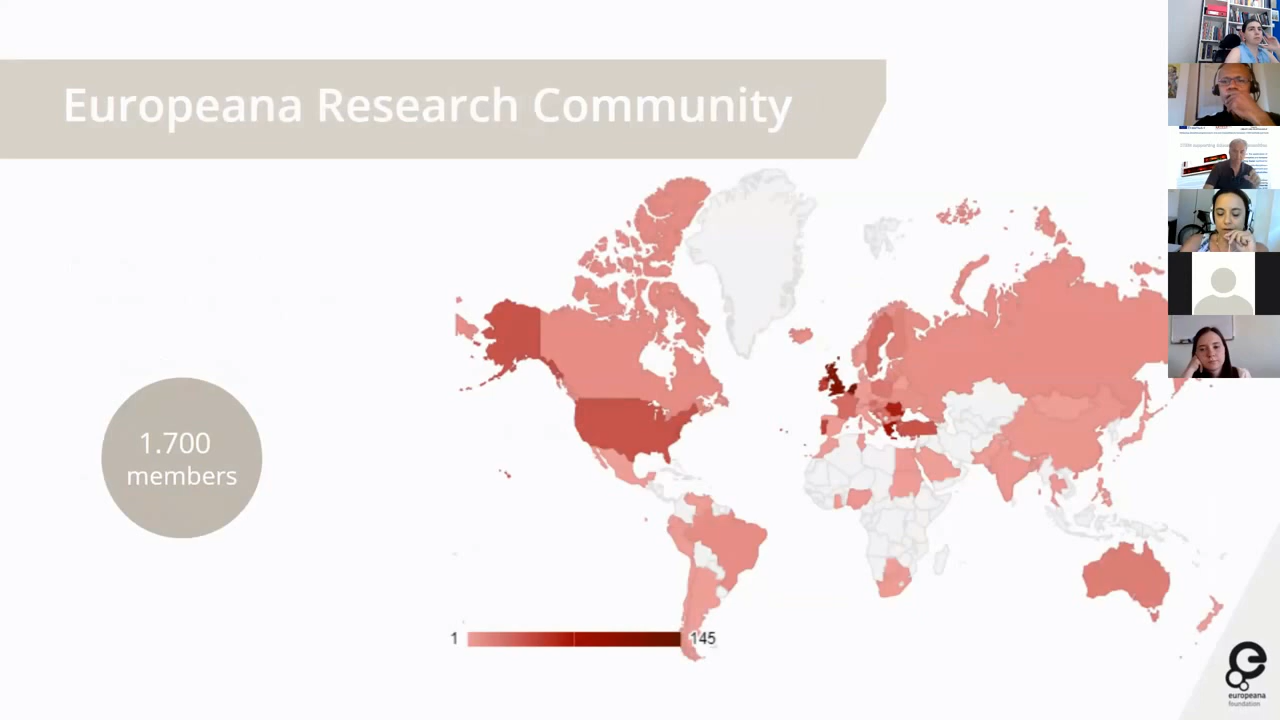 Europeana Research Community
1.700
members
1
145
europeana
foundation